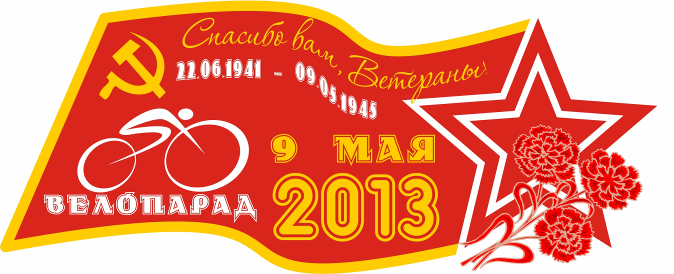 Спасибо вам, Ветераны!
22.06.1941 - 09.05.1945
9 МАЯ
2013
ВЕЛОПАРАД